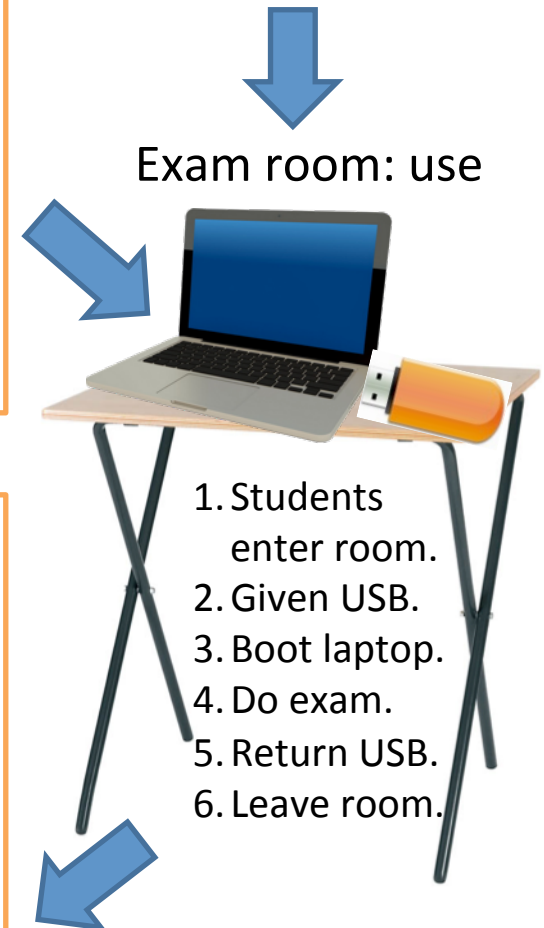 Exam room: use
1. Students
enter room.
2. Given USB.
3. Boot laptop.
4. Do exam.
5. Return USB.
6. Leave room.